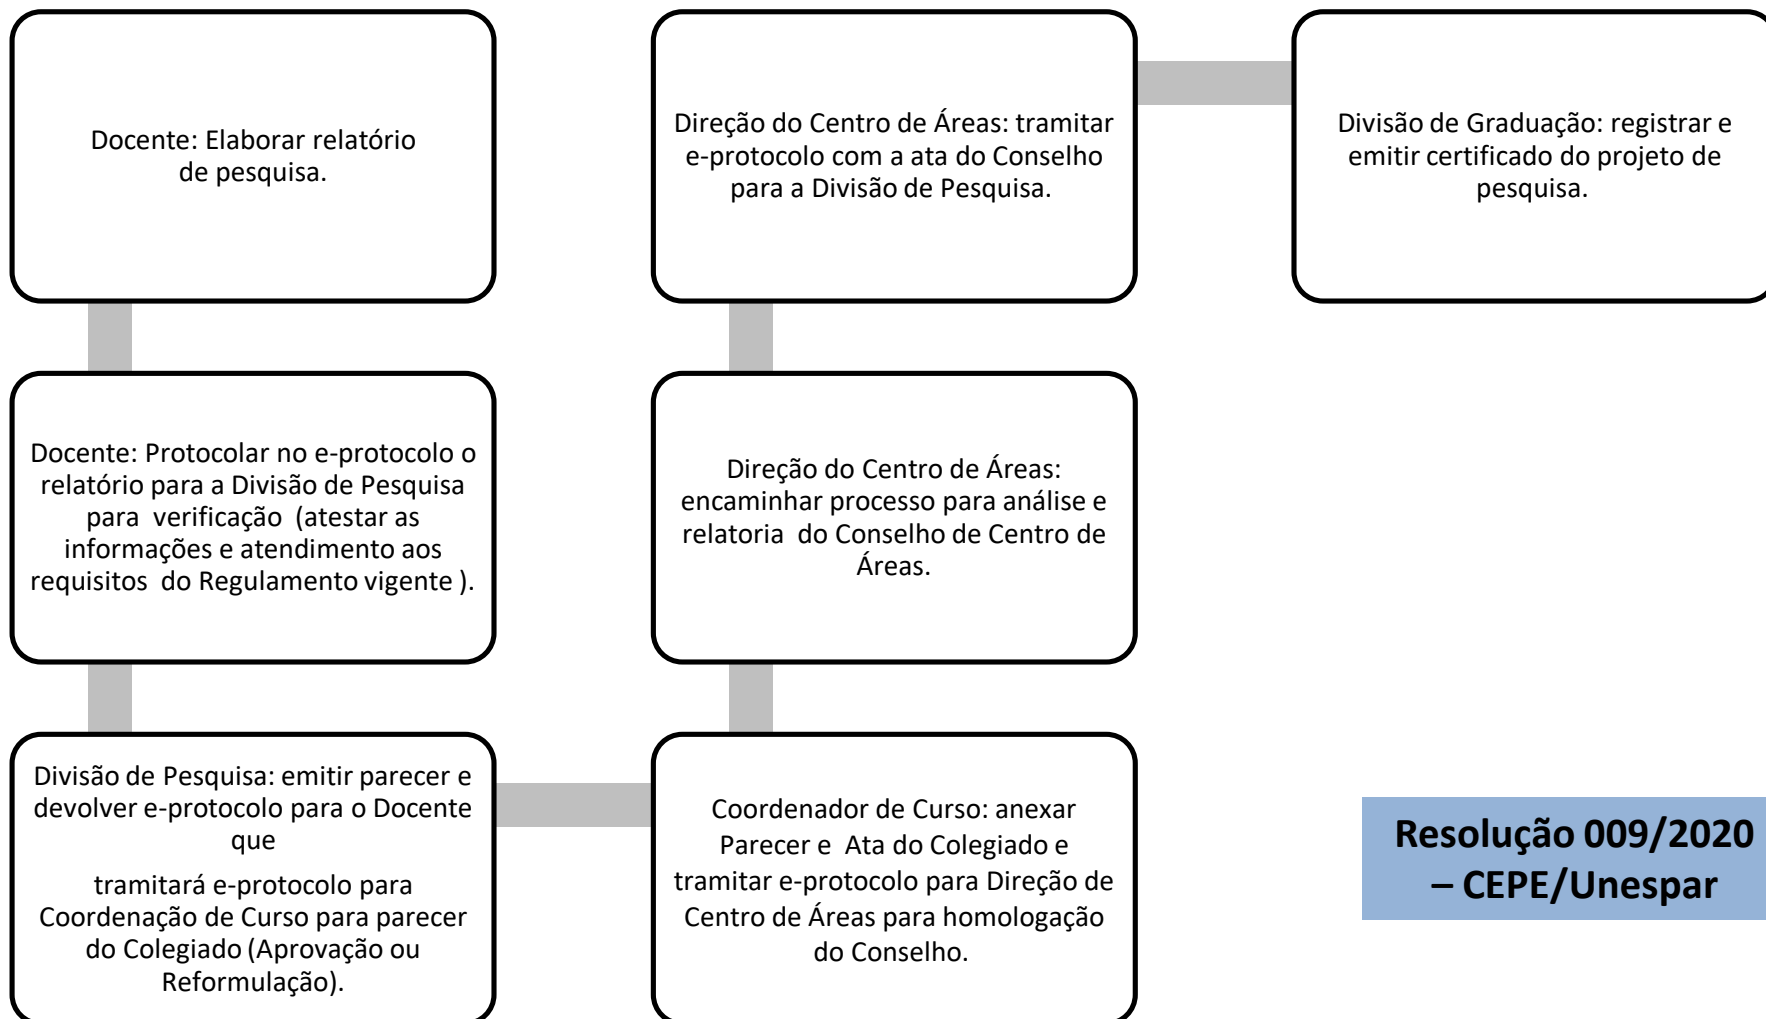 Docente: Elaborar relatório
de pesquisa.
Docente: Protocolar no e-protocolo o
relatório para a Divisão de Pesquisa
para verificação (atestar as
informações e atendimento aos
requisitos do Regulamento vigente ).
Divisão de Pesquisa: emitir parecer e
devolver e-protocolo para o Docente
que
tramitará e-protocolo para
Coordenação de Curso para parecer
do Colegiado (Aprovação ou
Reformulação).
Coordenador de Curso: anexar
Parecer e Ata do Colegiado e
tramitar e-protocolo para Direção de
Centro de Áreas para homologação
do Conselho.
Direção do Centro de Áreas:
encaminhar processo para análise e
relatoria do Conselho de Centro de
Áreas.
Direção do Centro de Áreas: tramitar
e-protocolo com a ata do Conselho
para a Divisão de Pesquisa.
Divisão de Graduação: registrar e
emitir certificado do projeto de
pesquisa.
Resolução 009/2020
– CEPE/Unespar